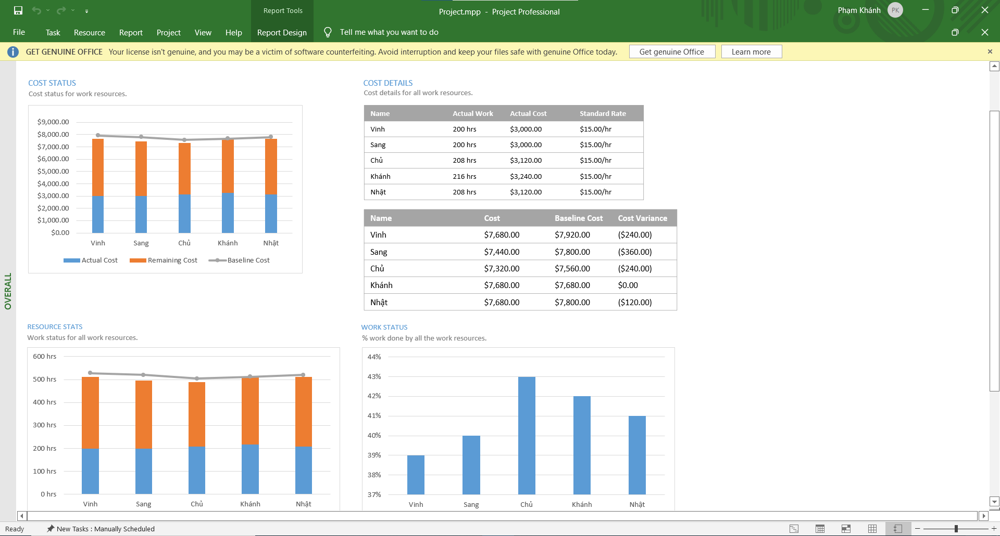 Report Tools
Project.mpp - Project Professional
Phạm Khánh PK
File Task Resource Report Project View Help Report Design Tell me what you want to do
GET GENUINE OFFICE Your license isn't genuine, and you may be a victim of software counterfeiting. Avoid interruption and keep your files safe with genuine Office today. Get genuine Office Learn more
OVERALL
COST STATUS
Cost status for work resources.
$9,000.00
$8,000.00
$7,000.00
$6,000.00
$5,000.00
$4,000.00
$3,000.00
$2,000.00
$1,000.00
$0.00
Vinh Sang Chủ Khánh Nhật
Actual Cost Remaining Cost Baseline Cost
COST DETAILS
Cost details for all work resources.
Name Actual Work Actual Cost Standard Rate
Vinh 200 hrs $3,000.00 $15.00/hr
Sang 200 hrs $3,000.00 $15.00/hr
Chủ 208 hrs $3,120.00 $15.00/hr
Khánh 216 hrs $3,240.00 $15.00/hr
Nhật 208 hrs $3,120.00 $15.00/hr
Name Cost Baseline Cost Cost Variance
Vinh $7,680.00 $7,920.00 ($240.00)
Sang $7,440.00 $7,800.00 ($360.00)
Chủ $7,320.00 $7,560.00 ($240.00)
Khánh $7,680.00 $7,680.00 $0.00
Nhật $7,680.00 $7,800.00 ($120.00)
RESOURCE STATS
Work status for all work resources.
600 hrs
500 hrs
400 hrs
300 hrs
200 hrs
100 hrs
0 hrs
Vinh Sang Chủ Khánh Nhật
WORK STATUS
% work done by all the work resources.
44%
43%
42%
41%
40%
39%
38%
37%
Vinh Sang Chủ Khánh Nhật
Ready New Tasks : Manually Scheduled